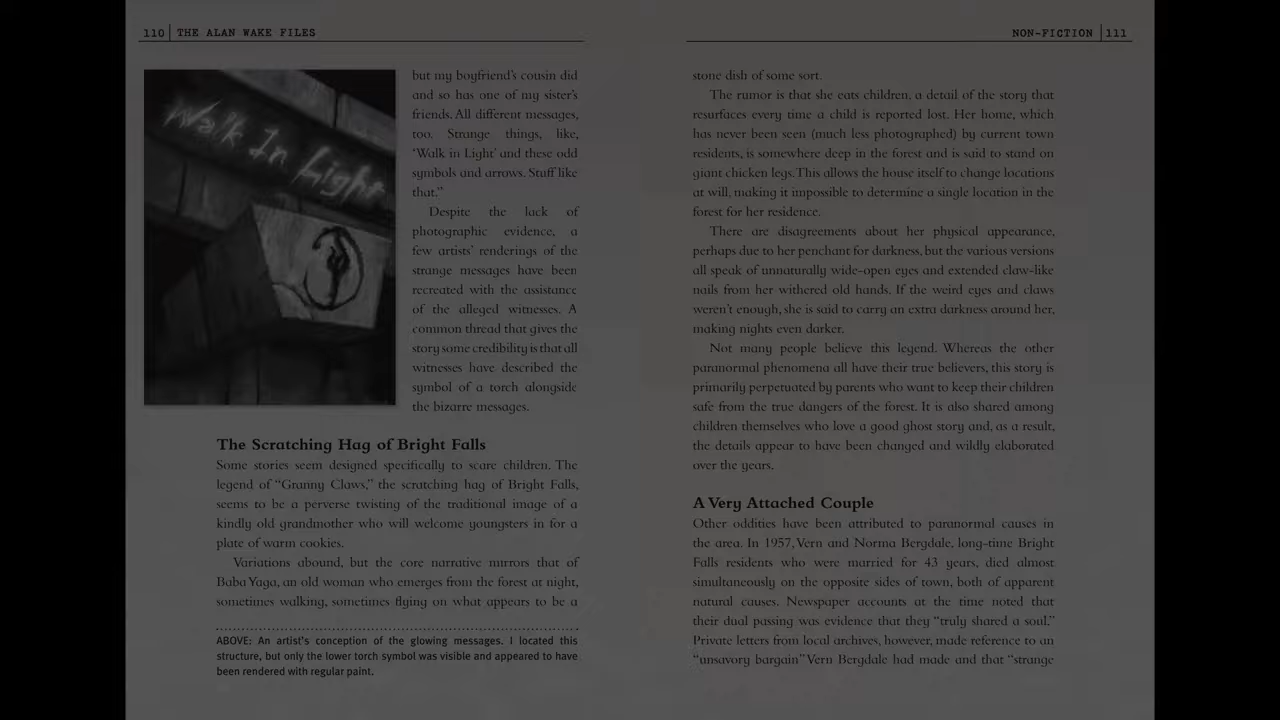 110 THE ALAN WAKE FILES
Walk In Light
but my boyfriend's cousin did
and so has one of my sister's
friends. All different messages,
too. Strange things, like,
‘Walk in Light’ and these odd
symbols and arrows. Stuff like
that.”
Despite the lack of
photographic evidence, a
few artists' renderings of the
strange messages have been
recreated with the assistance
of the alleged witnesses. A
common thread that gives the
story some credibility is that all
witnesses have described the
symbol of a torch alongside
the bizarre messages.
The Scratching Hag of Bright Falls
Some stories seem designed specifically to scare children. The
legend of “Granny Claws,” the scratching hag of Bright Falls,
seems to be a perverse twisting of the traditional image of a
kindly old grandmother who will welcome youngsters in for a
plate of warm cookies.
Variations abound, but the core narrative mirrors that of
Baba Yaga, an old woman who emerges from the forest at night,
sometimes walking, sometimes flying on what appears to be a
ABOVE: An artist's conception of the glowing messages. I located this
structure, but only the lower torch symbol was visible and appeared to have
been rendered with regular paint.
NON-FICTION 111
stone dish of some sort.
The rumor is that she eats children, a detail of the story that
resurfaces every time a child is reported lost. Her home, which
has never been seen (much less photographed) by current town
residents, is somewhere deep in the forest and is said to stand on
giant chicken legs. This allows the house itself to change locations
at will, making it impossible to determine a single location in the
forest for her residence.
There are disagreements about her physical appearance,
perhaps due to her penchant for darkness, but the various versions
all speak of unnaturally wide-open eyes and extended claw-like
nails from her withered old hands. If the weird eyes and claws
weren't enough, she is said to carry an extra darkness around her,
making nights even darker.
Not many people believe this legend. Whereas the other
paranormal phenomena all have their true believers, this story is
primarily perpetuated by parents who want to keep their children
safe from the true dangers of the forest. It is also shared among
children themselves who love a good ghost story and, as a result,
the details appear to have been changed and wildly elaborated
over the years.
A Very Attached Couple
Other oddities have been attributed to paranormal causes in
the area. In 1957, Vern and Norma Bergdale, long-time Bright
Falls residents who were married for 43 years, died almost
simultaneously on the opposite sides of town, both of apparent
natural causes. Newspaper accounts at the time noted that
their dual passing was evidence that they “truly shared a soul.”
Private letters from local archives, however, made reference to an
“unsavory bargain” Vern Bergdale had made and that “strange